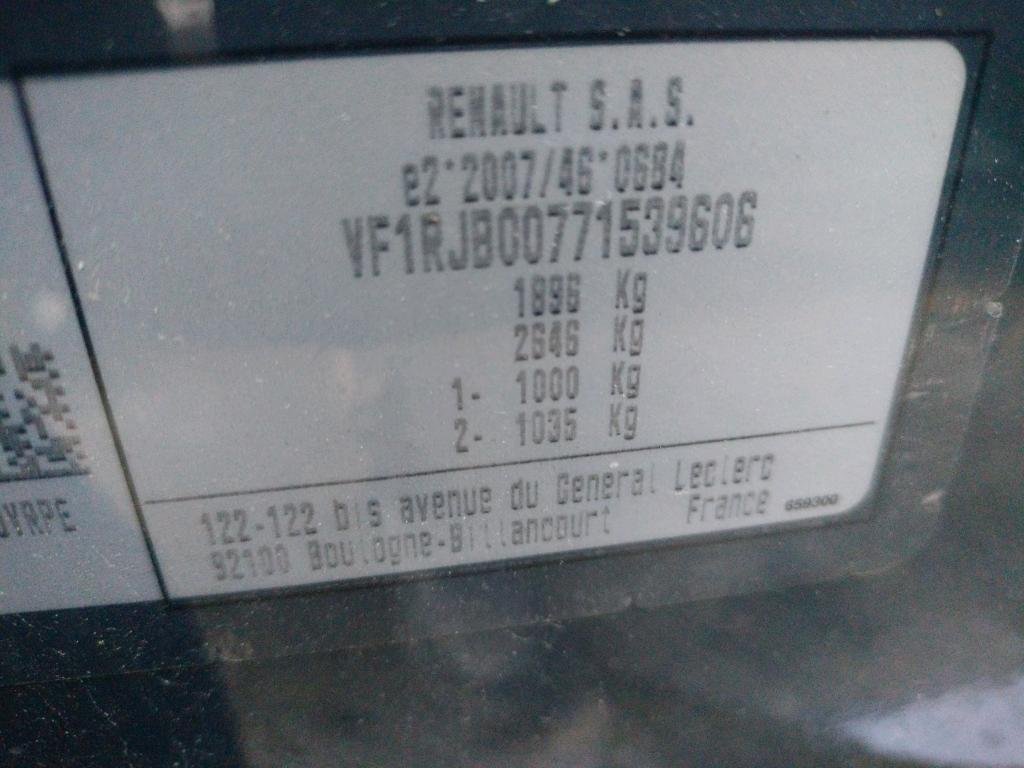 RENAULT S.A.S.
e2*2007/46*0684
VF1RJB00771539606
1896 Kg
2646 Kg
1- 1000 Kg
2- 1035 Kg
122-122 bis avenue du General Leclerc
92100 Boulogne-Billancourt France 659300